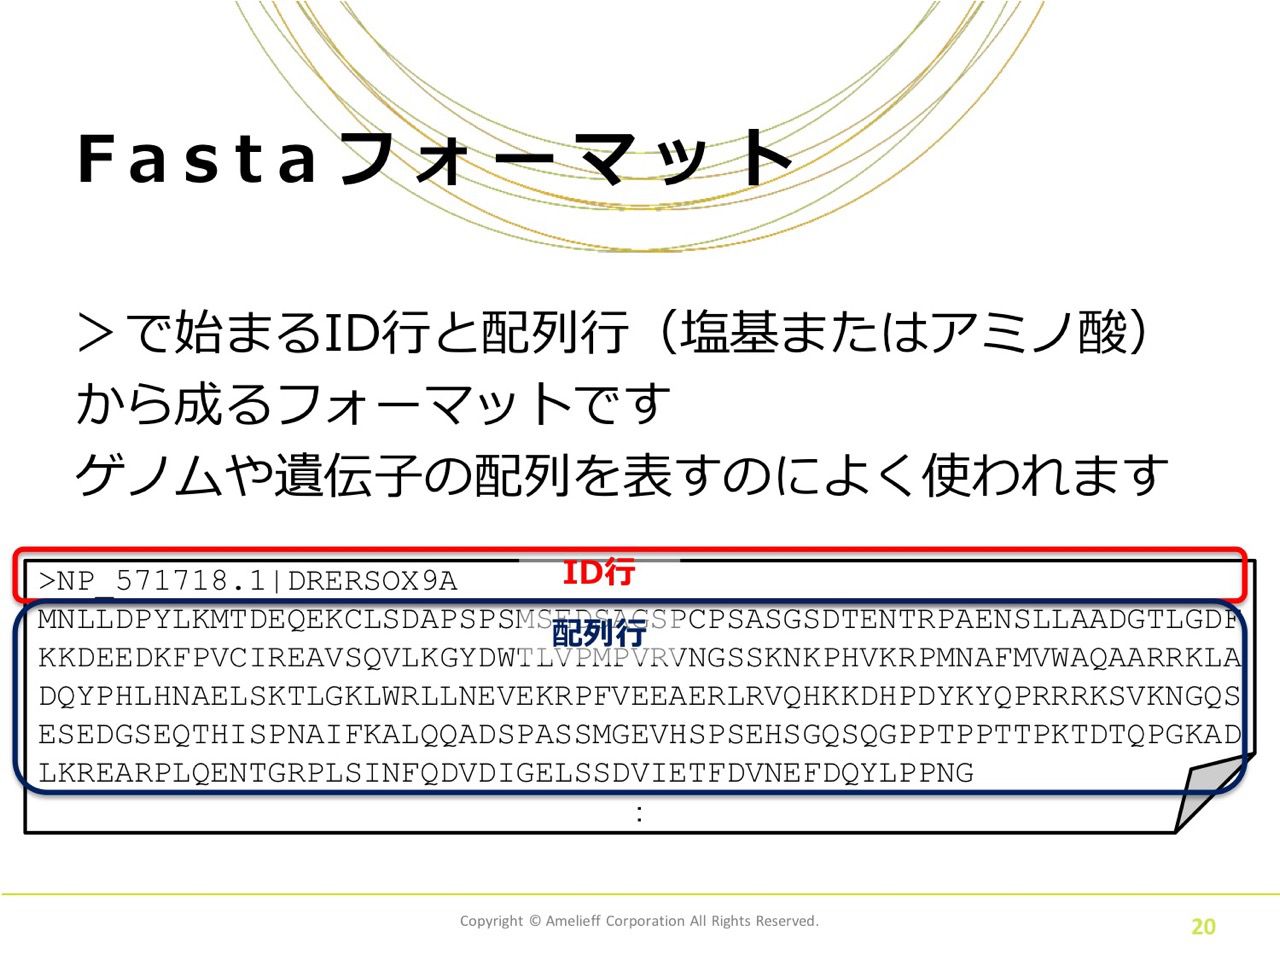 Fastaフォーマット
＞で始まるID行と配列行（塩基またはアミノ酸）
から成るフォーマットです
ゲノムや遺伝子の配列を表すのによく使われます
ID行
>NP_571718.1|DRERSOX9A
配列行
MNLLDPYLKMTDEQEKCLSDAPSPSMSEDSAGSPCPSASGSDTENTRPAENSLLAADGTLGDF
KKDEEDKFPVCIREAVSQVLKGYDWTLVPMPVRVNGSSKNKPHVKRPMNAFMVWAQAARRKLA
DQYPHLHNAELSKTLGKLWRLLNEVEKRPFVEEAERLRVQHKKDHPDYKYQPRRRKSVKNGQS
ESEDGSEQTHISPNAIFKALQQADSPASSMGEVHSPSEHSGQSQGPPTPPTTPKTDTQPGKAD
LKREARPLQENTGRPLSINFQDVDIGELSSDVIETFDVNEFDQYLPPNG
:
Copyright © Amelieff Corporation All Rights Reserved.
20